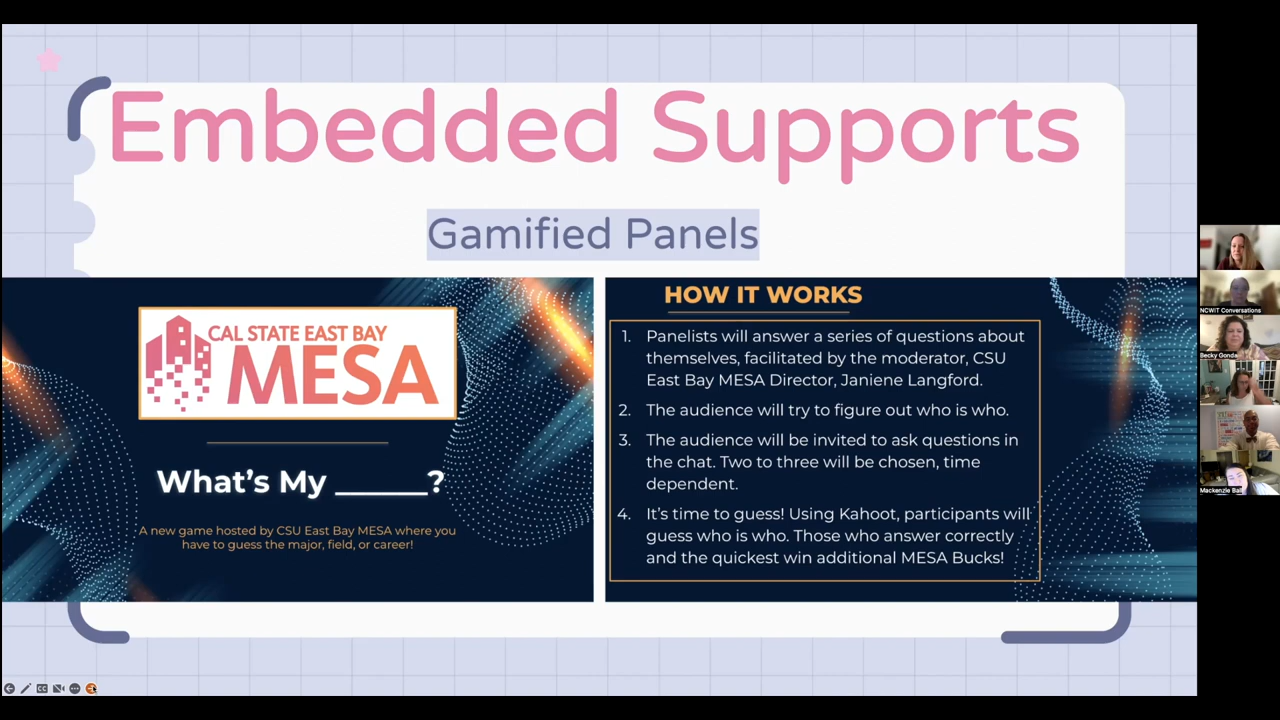 Embedded Supports
Gamified Panels
CAL STATE EAST BAY
MESA
What's My ______?
A new game hosted by CSU East Bay MESA where you
have to guess the major, field, or career!
HOW IT WORKS
1. Panelists will answer a series of questions about
themselves, facilitated by the moderator, CSU
East Bay MESA Director, Janiene Langford.
2. The audience will try to figure out who is who.
3. The audience will be invited to ask questions in
the chat. Two to three will be chosen, time
dependent.
4. It's time to guess! Using Kahoot, participants will
guess who is who. Those who answer correctly
and the quickest win additional MESA Bucks!
NCWIT Conversations
Becky Gonda
Mackenzie Ball
CC